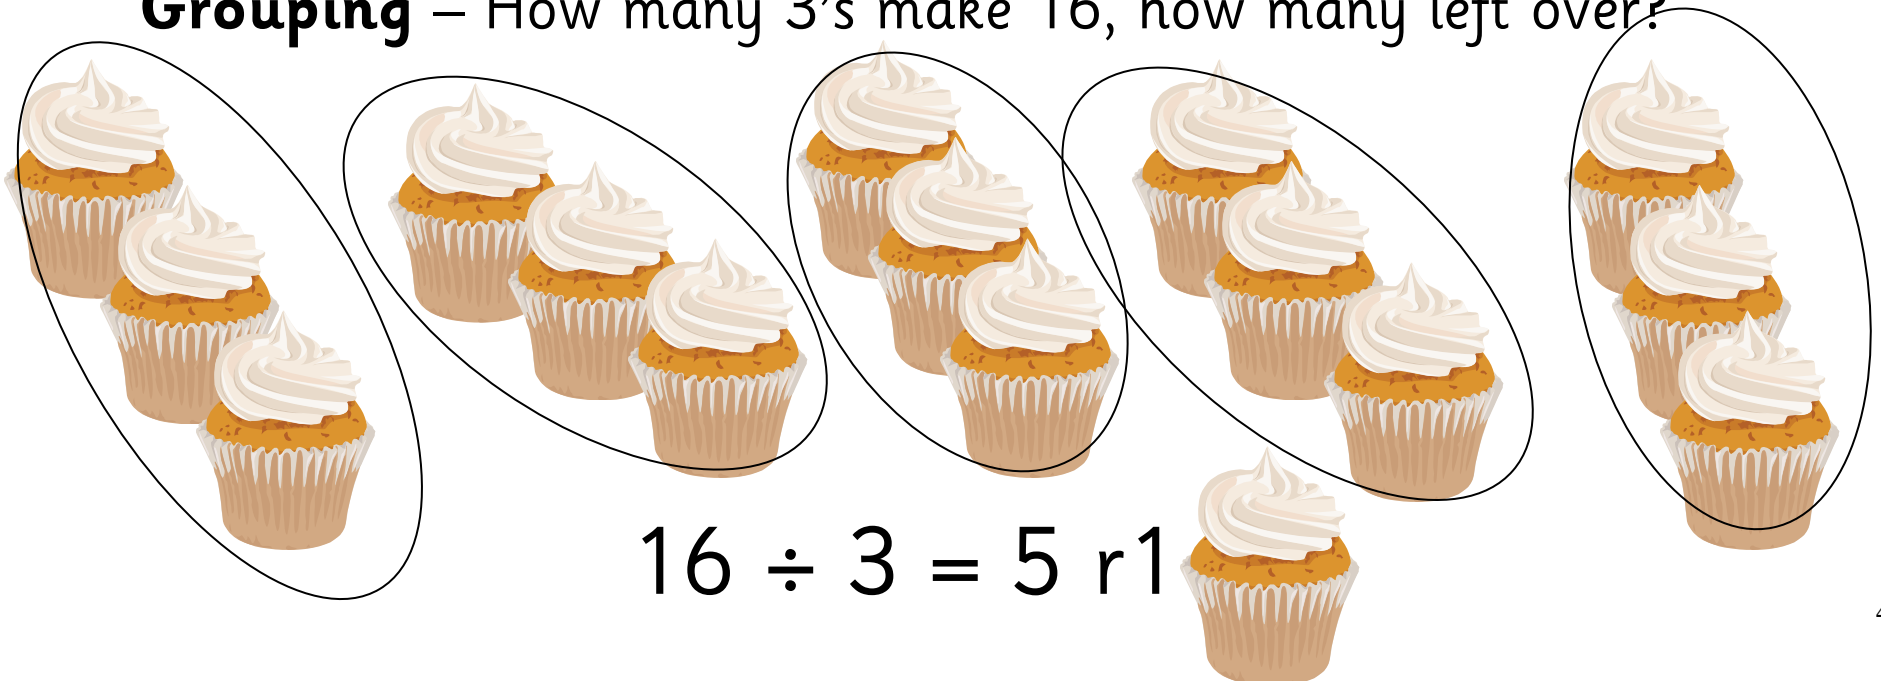 Grouping – How many 3's make 16, how many left over?
16 ÷ 3 = 5 r1